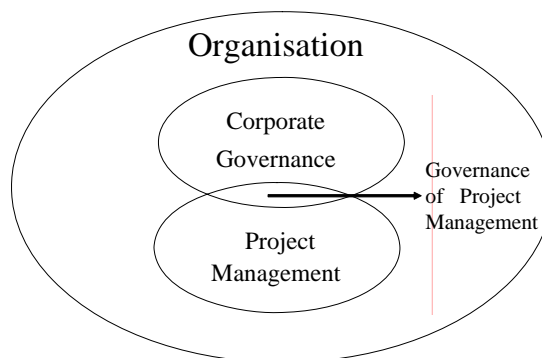 Organisation
Corporate
Governance
Governance
of Project
Management
Project
Management